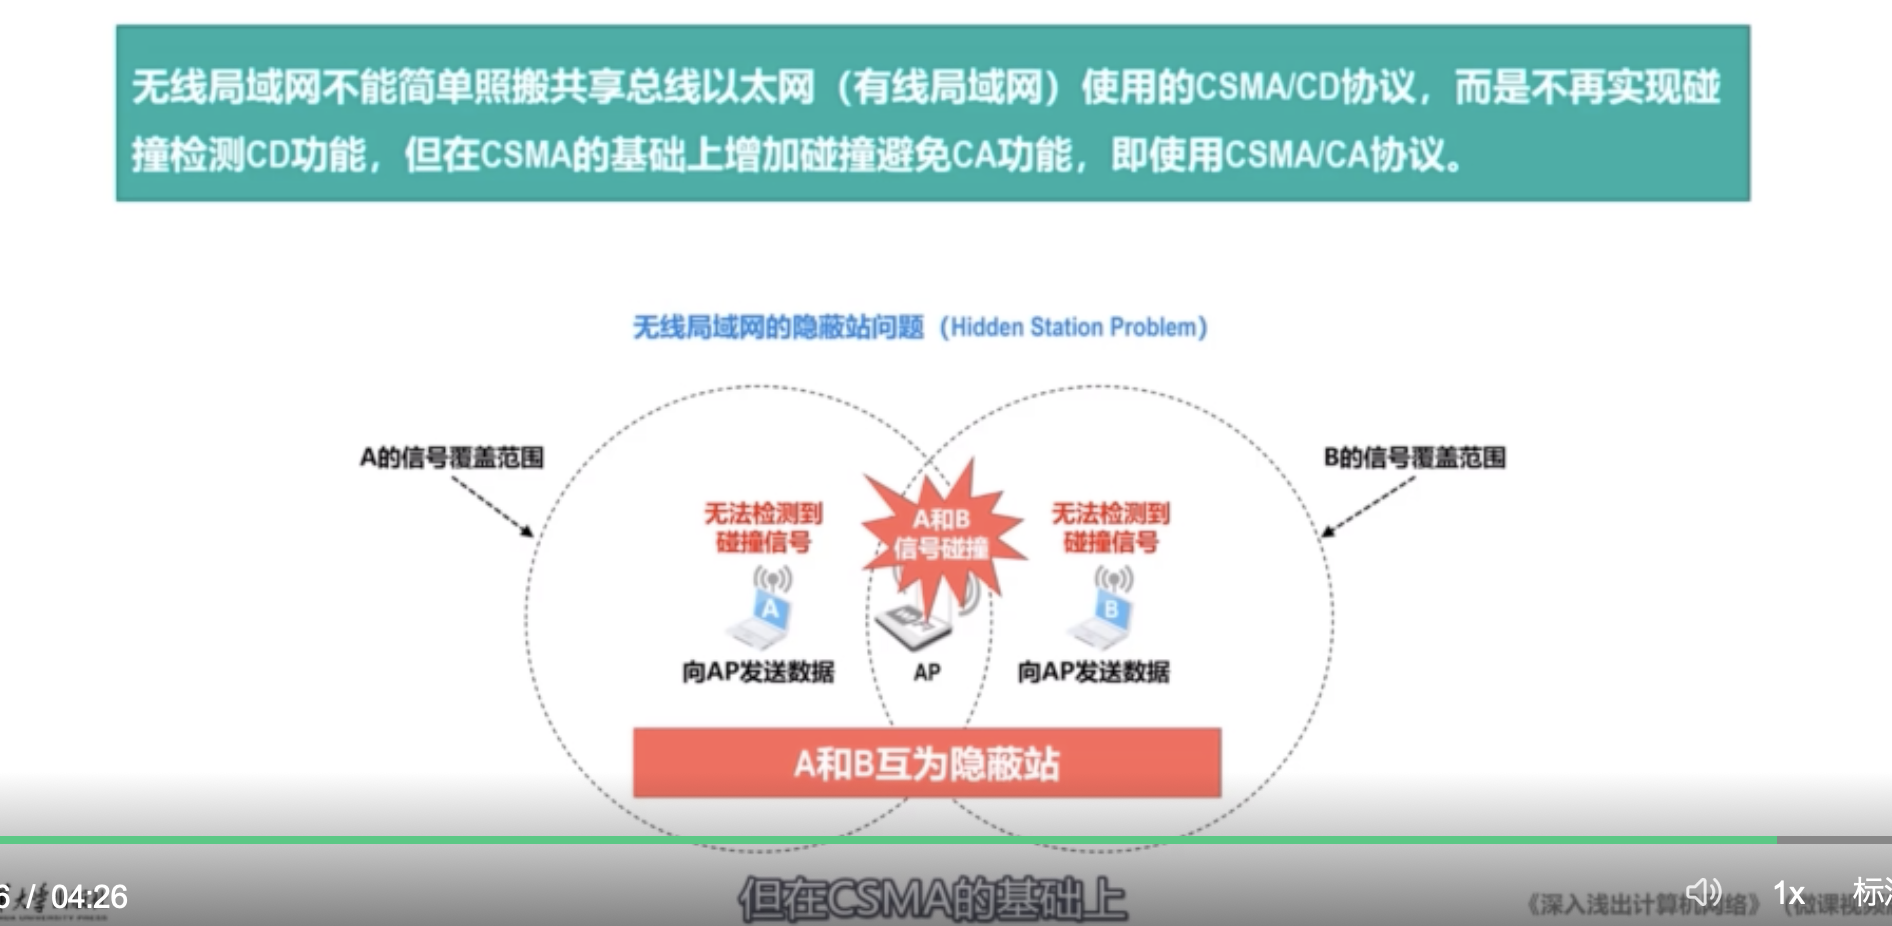 无线局域网不能简单照搬共享总线以太网（有线局域网）使用的CSMA/CD协议，而是不再实现碰
撞检测CD功能，但在CSMA的基础上增加碰撞避免CA功能，即使用CSMA/CA协议。
无线局域网的隐蔽站问题（Hidden Station Problem）
A的信号覆盖范围
B的信号覆盖范围
无法检测到
碰撞信号
A和B
信号碰撞
无法检测到
碰撞信号
A
B
向AP发送数据
AP
向AP发送数据
A和B互为隐蔽站
6 / 04:26
但在CSMA的基础上
1x
《深入浅出计算机网络》（微课视频